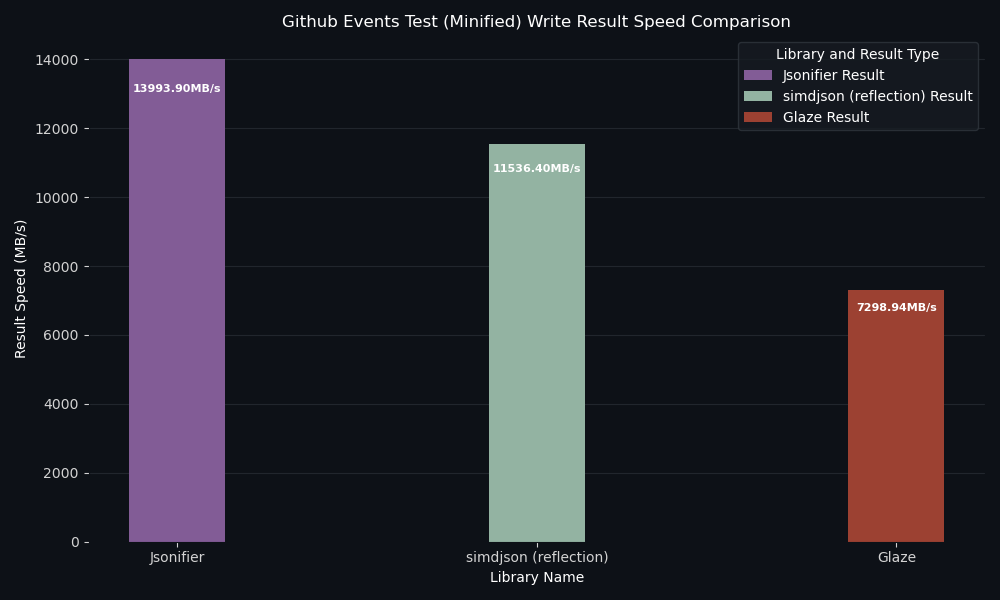 Github Events Test (Minified) Write Result Speed Comparison
Library and Result Type
Jsonifier Result
simdjson (reflection) Result
Glaze Result
14000
12000
10000
8000
6000
4000
2000
0
Result Speed (MB/s)
13993.90MB/s
11536.40MB/s
7298.94MB/s
Jsonifier
simdjson (reflection)
Glaze
Library Name